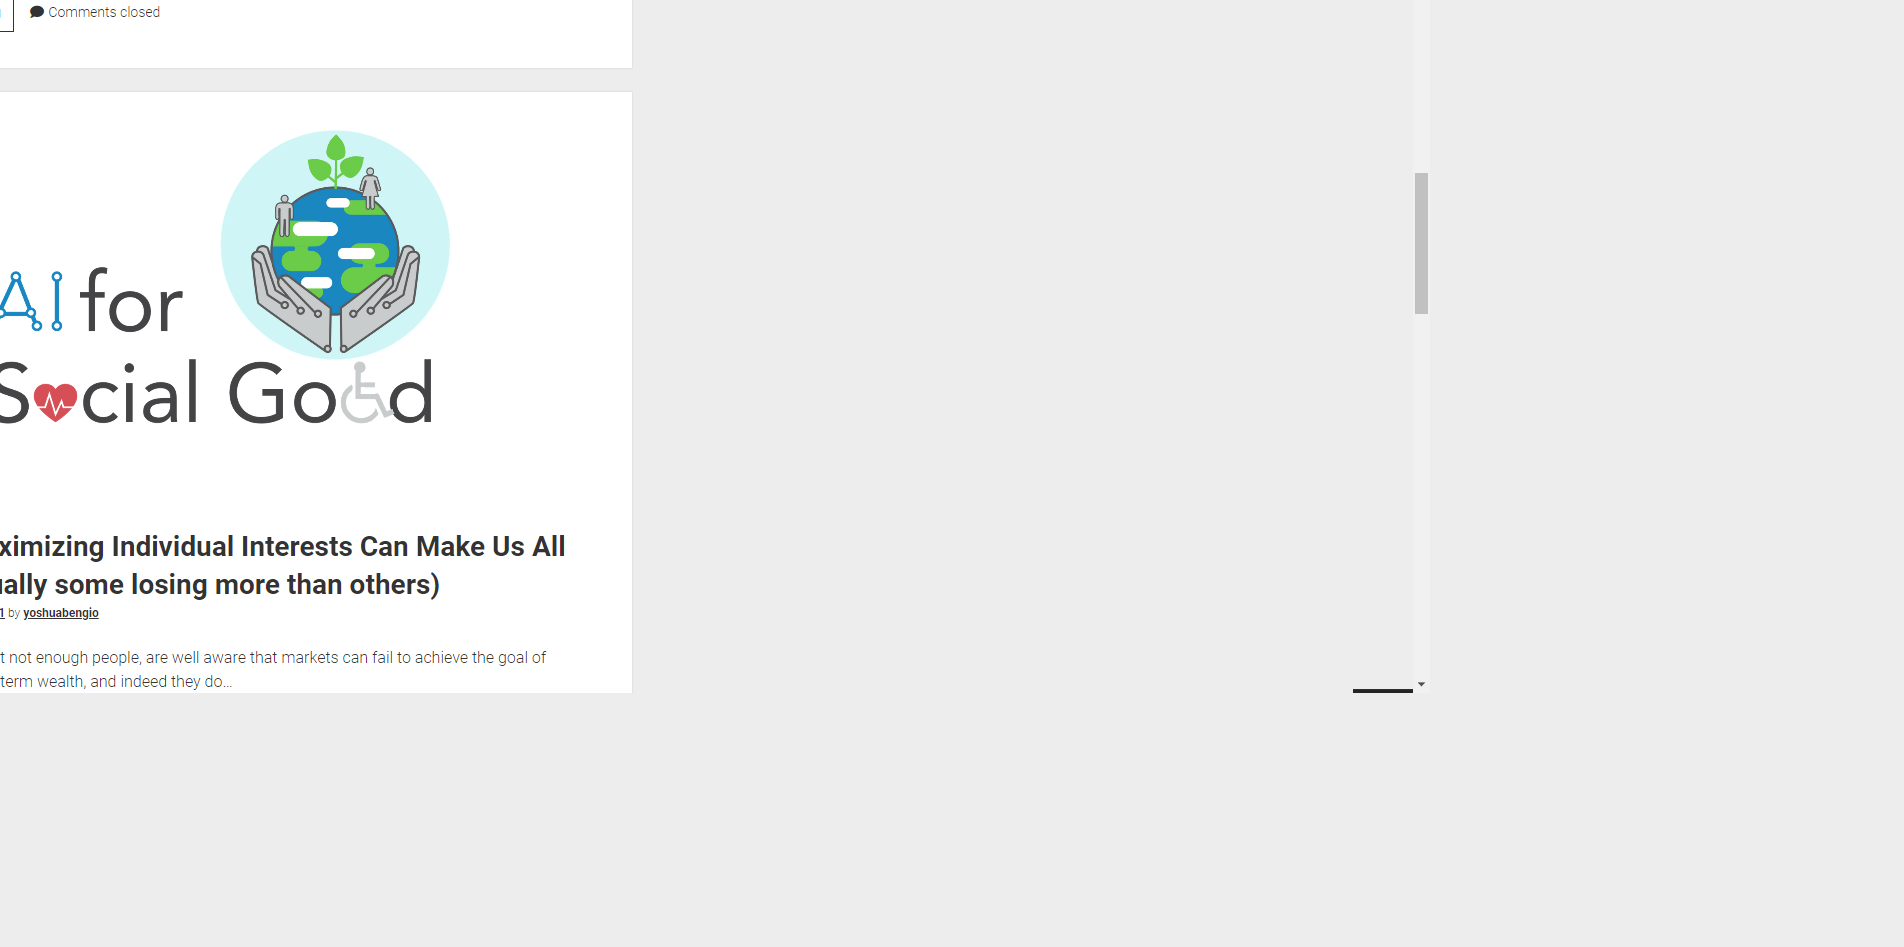 Comments closed
AI for
Social Good
ximizing Individual Interests Can Make Us All
ually some losing more than others)
1 by yoshuabengio
t not enough people, are well aware that markets can fail to achieve the goal of
term wealth, and indeed they do...